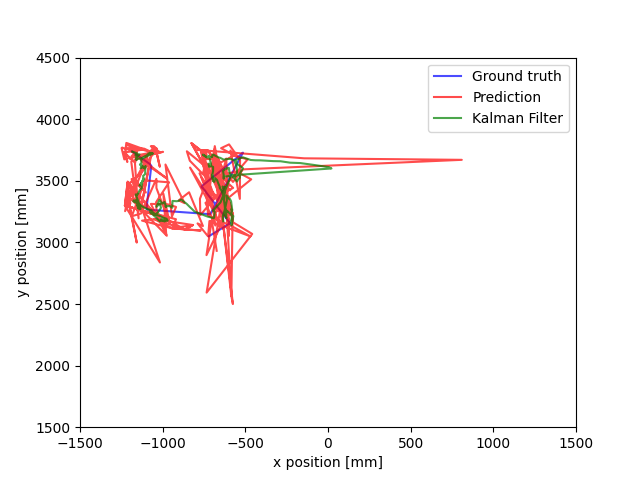 4500
4000
3500
3000
2500
2000
1500
y position [mm]
Ground truth
Prediction
Kalman Filter
−1500
−1000
−500
0
500
1000
1500
x position [mm]